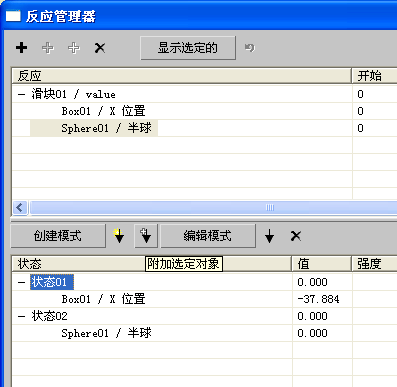 反应管理器
显示选定的
反应 开始
滑块01 / value 0
Box01 / X 位置 0
Sphere01 / 半球 0
创建模式 编辑模式
状态 附加选定对象 值 强度
状态01 0.000
Box01 / X 位置 -37.884
状态02 0.000
Sphere01 / 半球 0.000